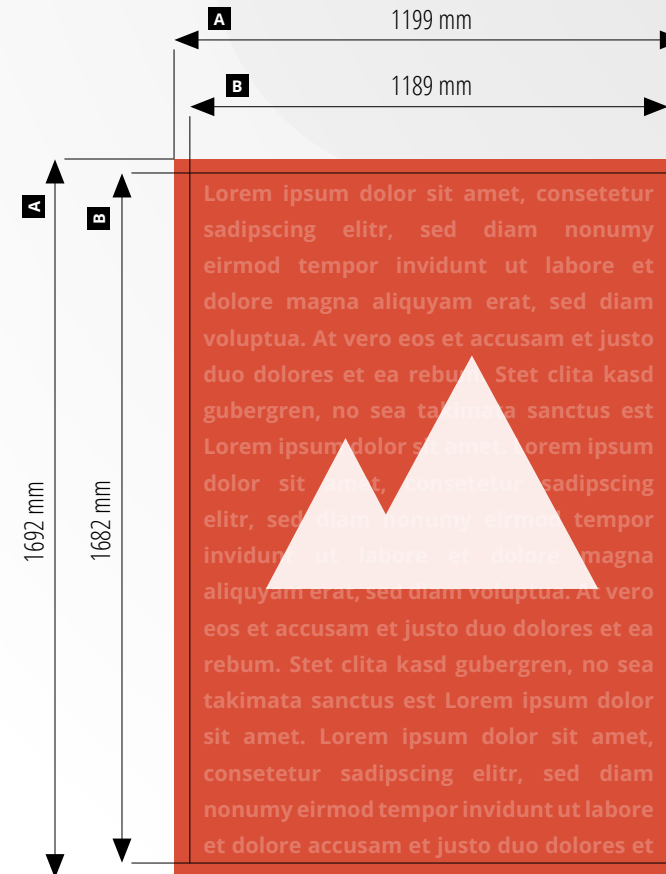 A
1199 mm
B
1189 mm
A
B
1692 mm
1682 mm
Lorem ipsum dolor sit amet, consetetur
sadipscing elitr, sed diam nonumy
eirmod tempor invidunt ut labore et
dolore magna aliquyam erat, sed diam
voluptua. At vero eos et accusam et justo
duo dolores et ea rebum. Stet clita kasd
gubergren, no sea takimata sanctus est
Lorem ipsum dolor sit amet. Lorem ipsum
dolor sit amet, consetetur sadipscing
elitr, sed diam nonumy eirmod tempor
invidunt ut labore et dolore magna
aliquyam erat, sed diam voluptua. At vero
eos et accusam et justo duo dolores et ea
rebum. Stet clita kasd gubergren, no sea
takimata sanctus est Lorem ipsum dolor
sit amet. Lorem ipsum dolor sit amet,
consetetur sadipscing elitr, sed diam
nonumy eirmod tempor invidunt ut labore
et dolore accusam et justo duo dolores et